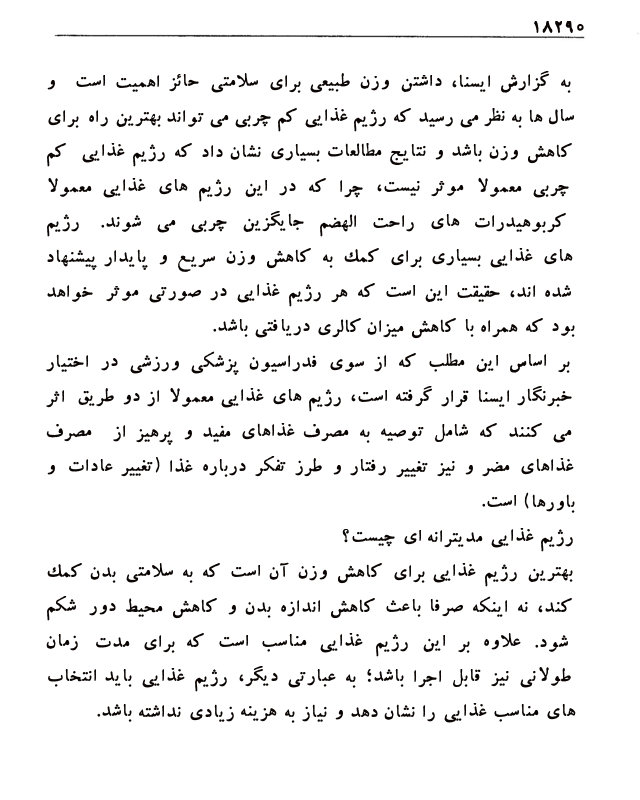 ۱۸۲۹۰
به گزارش ایسنا، داشتن وزن طبیعی برای سلامتی حائز اهمیت است و
سال ها به نظر می رسید که رژیم غذایی کم چربی می تواند بهترین راه برای
کاهش وزن باشد و نتایج مطالعات بسیاری نشان داد که رژیم غذایی کم
چربی معمولا موثر نیست، چرا که در این رژیم های غذایی معمولا
کربوهیدرات های راحت الهضم جایگزین چربی می شوند. رژیم
های غذایی بسیاری برای کمك به کاهش وزن سریع و پایدار پیشنهاد
شده اند، حقیقت این است که هر رژیم غذایی در صورتی موثر خواهد
بود که همراه با کاهش میزان کالری دریافتی باشد.
بر اساس این مطلب که از سوی فدراسیون پزشکی ورزشی در اختیار
خبرنگار ایسنا قرار گرفته است، رژیم های غذایی معمولا از دو طریق اثر
می کنند که شامل توصیه به مصرف غذاهای مفید و پرهیز از مصرف
غذاهای مضر و نیز تغییر رفتار و طرز تفکر درباره غذا (تغییر عادات و
باورها) است.
رژیم غذایی مدیترانه ای چیست؟
بهترین رژیم غذایی برای کاهش وزن آن است که به سلامتی بدن کمك
کند، نه اینکه صرفا باعث کاهش اندازه بدن و کاهش محیط دور شکم
شود. علاوه بر این رژیم غذایی مناسب است که برای مدت زمان
طولانی نیز قابل اجرا باشد؛ به عبارتی دیگر، رژیم غذایی باید انتخاب
های مناسب غذایی را نشان دهد و نیاز به هزینه زیادی نداشته باشد.